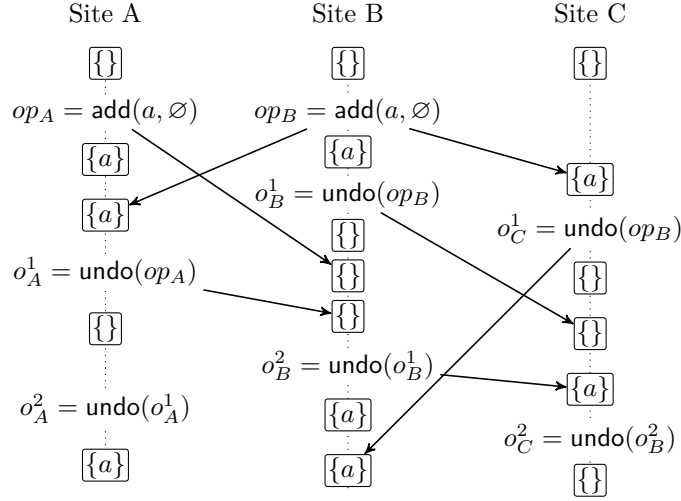 Site A Site B Site C
{} {} {}
op_A = add(a, ∅) op_B = add(a, ∅)
{a} {a}
{a}
{a} o_B^1 = undo(op_B)
{} o_C^1 = undo(op_B)
o_A^1 = undo(op_A) {} {}
{} {} {}
o_B^2 = undo(o_B^1) {a}
o_A^2 = undo(o_A^1) {a}
o_C^2 = undo(o_B^2)
{a} {a} {}